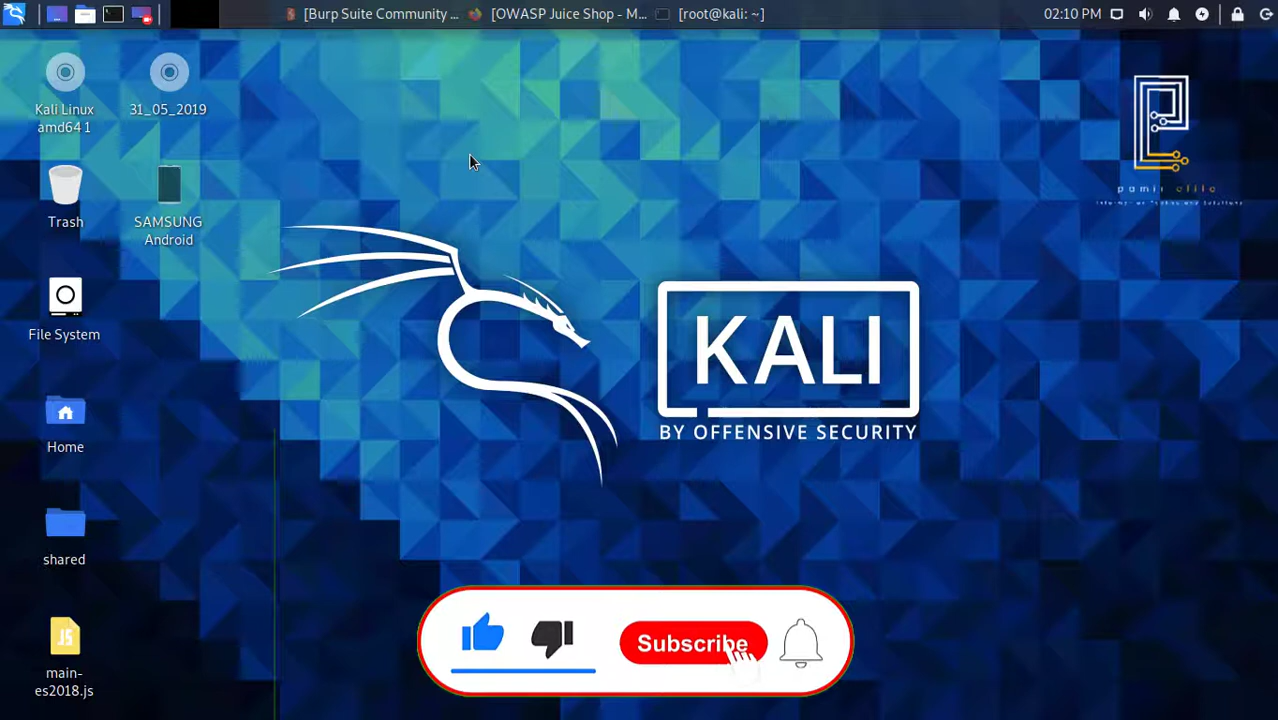 [Burp Suite Community ...
[OWASP Juice Shop - M...
[root@kali: ~]
02:10 PM
Kali Linux
amd64 1
31_05_2019
Trash
SAMSUNG
Android
File System
KALI
BY OFFENSIVE SECURITY
Home
shared
JS
main-
es2018.js
Subscribe